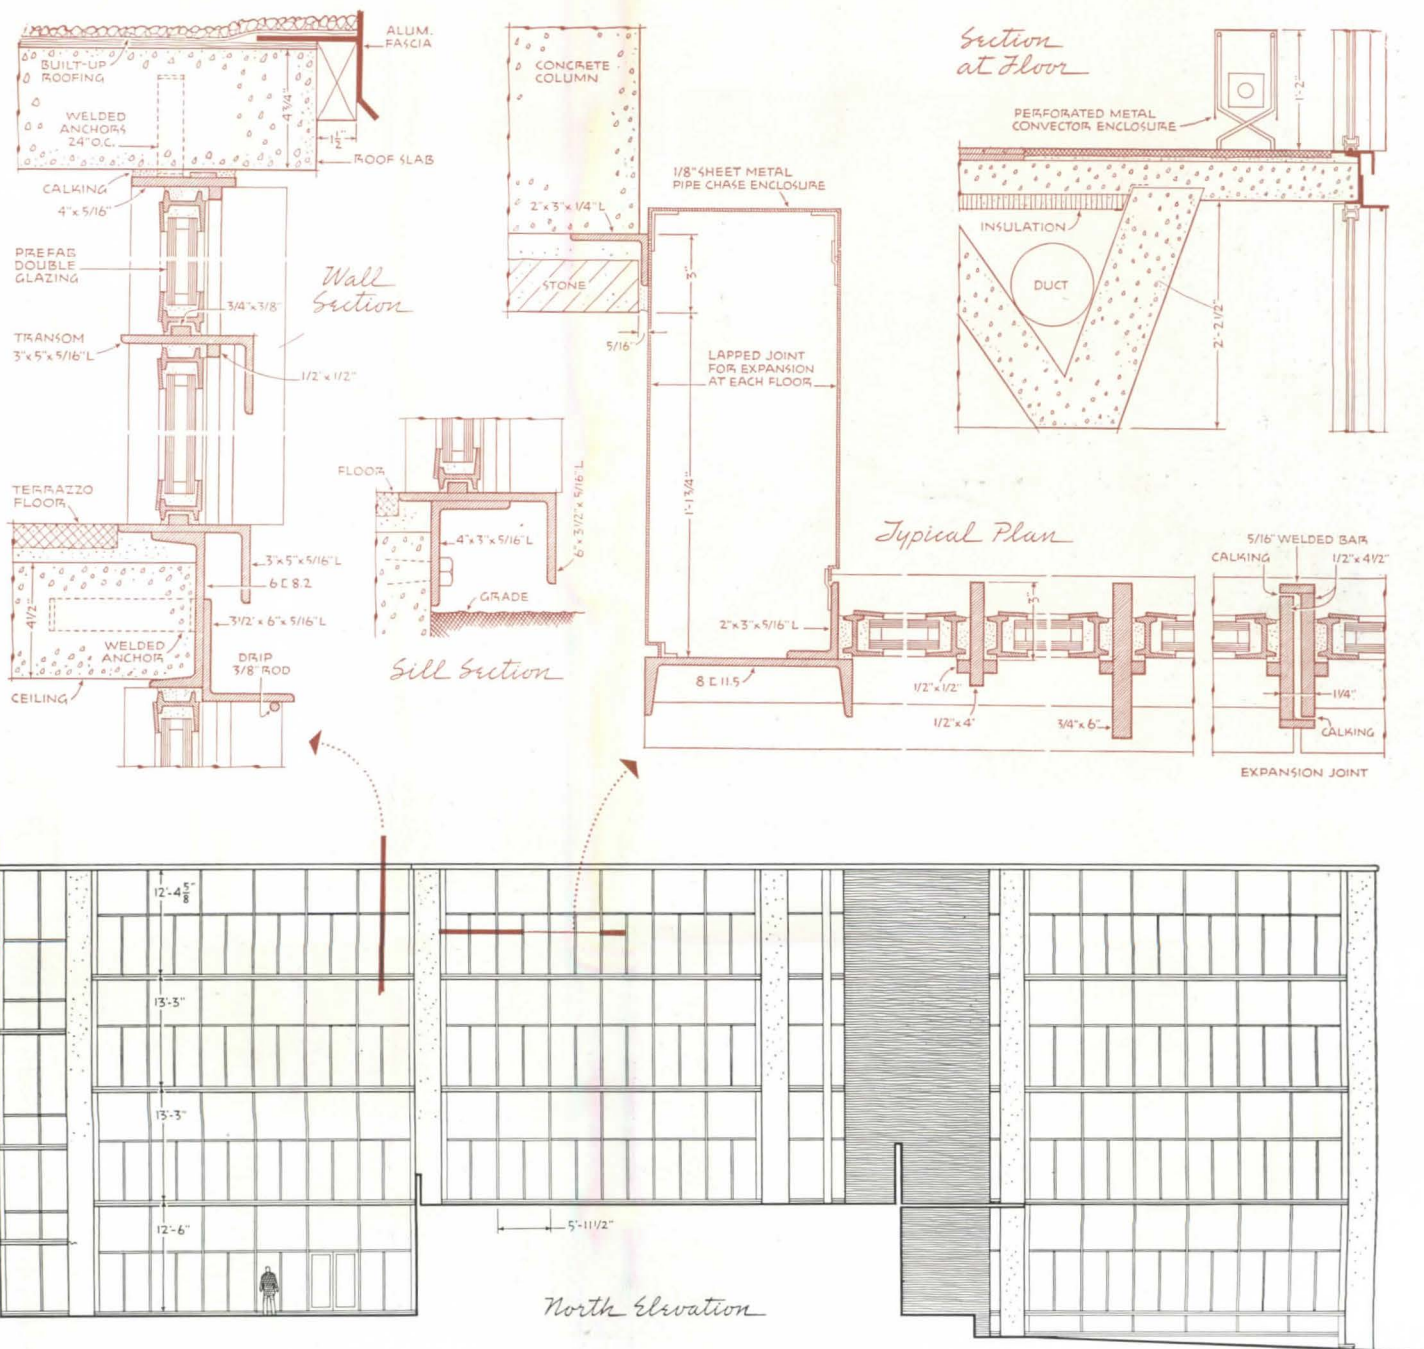 ALUM.
FASCIA
BUILT-UP
ROOFING
4 3/4"
WELDED
ANCHORS
24" O.C.
1 1/2"
ROOF SLAB
CALKING
4" x 5/16"
PREFAB
DOUBLE
GLAZING
Wall
Section
3/4" x 3/8"
TRANSOM
3" x 5" x 5/16" L
1/2" x 1/2"
TERRAZZO
FLOOR
3" x 5" x 5/16" L
6 [ 8.2
4 1/2"
3 1/2" x 6" x 5/16" L
WELDED
ANCHOR
DRIP
3/8" ROD
CEILING
FLOOR
4" x 3" x 5/16" L
6" x 3 1/2" x 5/16" L
GRADE
Sill Section
CONCRETE
COLUMN
1/8" SHEET METAL
PIPE CHASE ENCLOSURE
2" x 3" x 1/4" L
3"
STONE
5/16"
LAPPED JOINT
FOR EXPANSION
AT EACH FLOOR
1'-1 3/4"
2" x 3" x 5/16" L
8 [ 11.5
Section
at Floor
1'-2"
PERFORATED METAL
CONVECTOR ENCLOSURE
INSULATION
DUCT
2'-2 1/2"
Typical Plan
3"
1/2" x 1/2"
1/2" x 4"
3/4" x 6"
5/16" WELDED BAR
CALKING
1/2" x 4 1/2"
1 1/4"
CALKING
EXPANSION JOINT
12'-4 5/8"
13'-3"
13'-3"
12'-6"
5'-11 1/2"
North Elevation